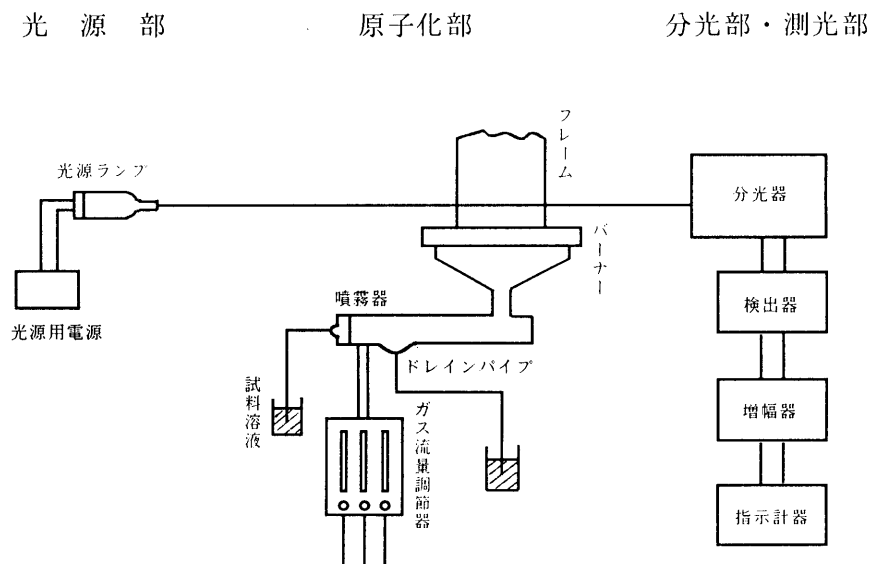 光源部
原子化部
分光部・測光部
光源ランプ
光源用電源
フレーム
バーナー
噴霧器
ドレインパイプ
試料溶液
ガス流量調節器
分光器
検出器
増幅器
指示計器